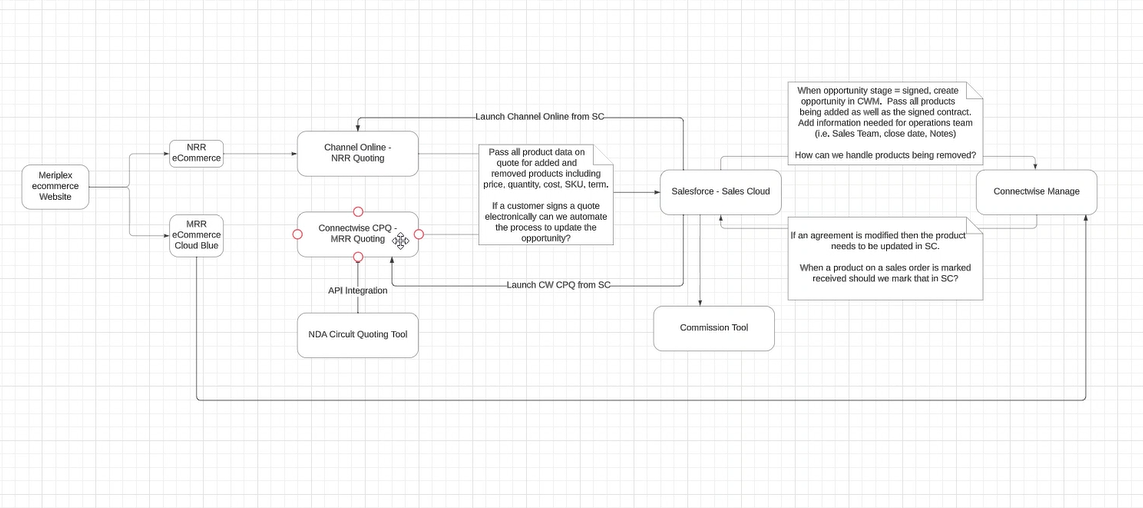 Meriplex
ecommerce
Website
NRR
eCommerce
MRR
eCommerce
Cloud Blue
Launch Channel Online from SC
Channel Online -
NRR Quoting
Connectwise CPQ -
MRR Quoting
API Integration
NDA Circuit Quoting Tool
Pass all product data on
quote for added and
removed products including
price, quantity, cost, SKU, term.
If a customer signs a quote
electronically can we automate
the process to update the
opportunity?
Launch CW CPQ from SC
Salesforce - Sales Cloud
Commission Tool
When opportunity stage = signed, create
opportunity in CWM. Pass all products
being added as well as the signed contract.
Add information needed for operations team
(i.e. Sales Team, close date, Notes)
How can we handle products being removed?
Connectwise Manage
If an agreement is modified then the product
needs to be updated in SC.
When a product on a sales order is marked
received should we mark that in SC?